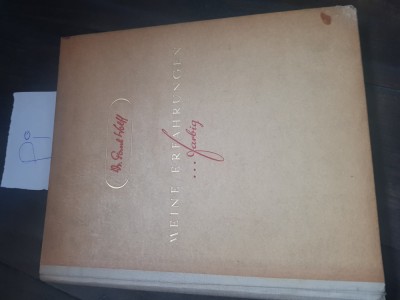 Dr. Paul Wolff
MEINE ERFAHRUNGEN
... farbig